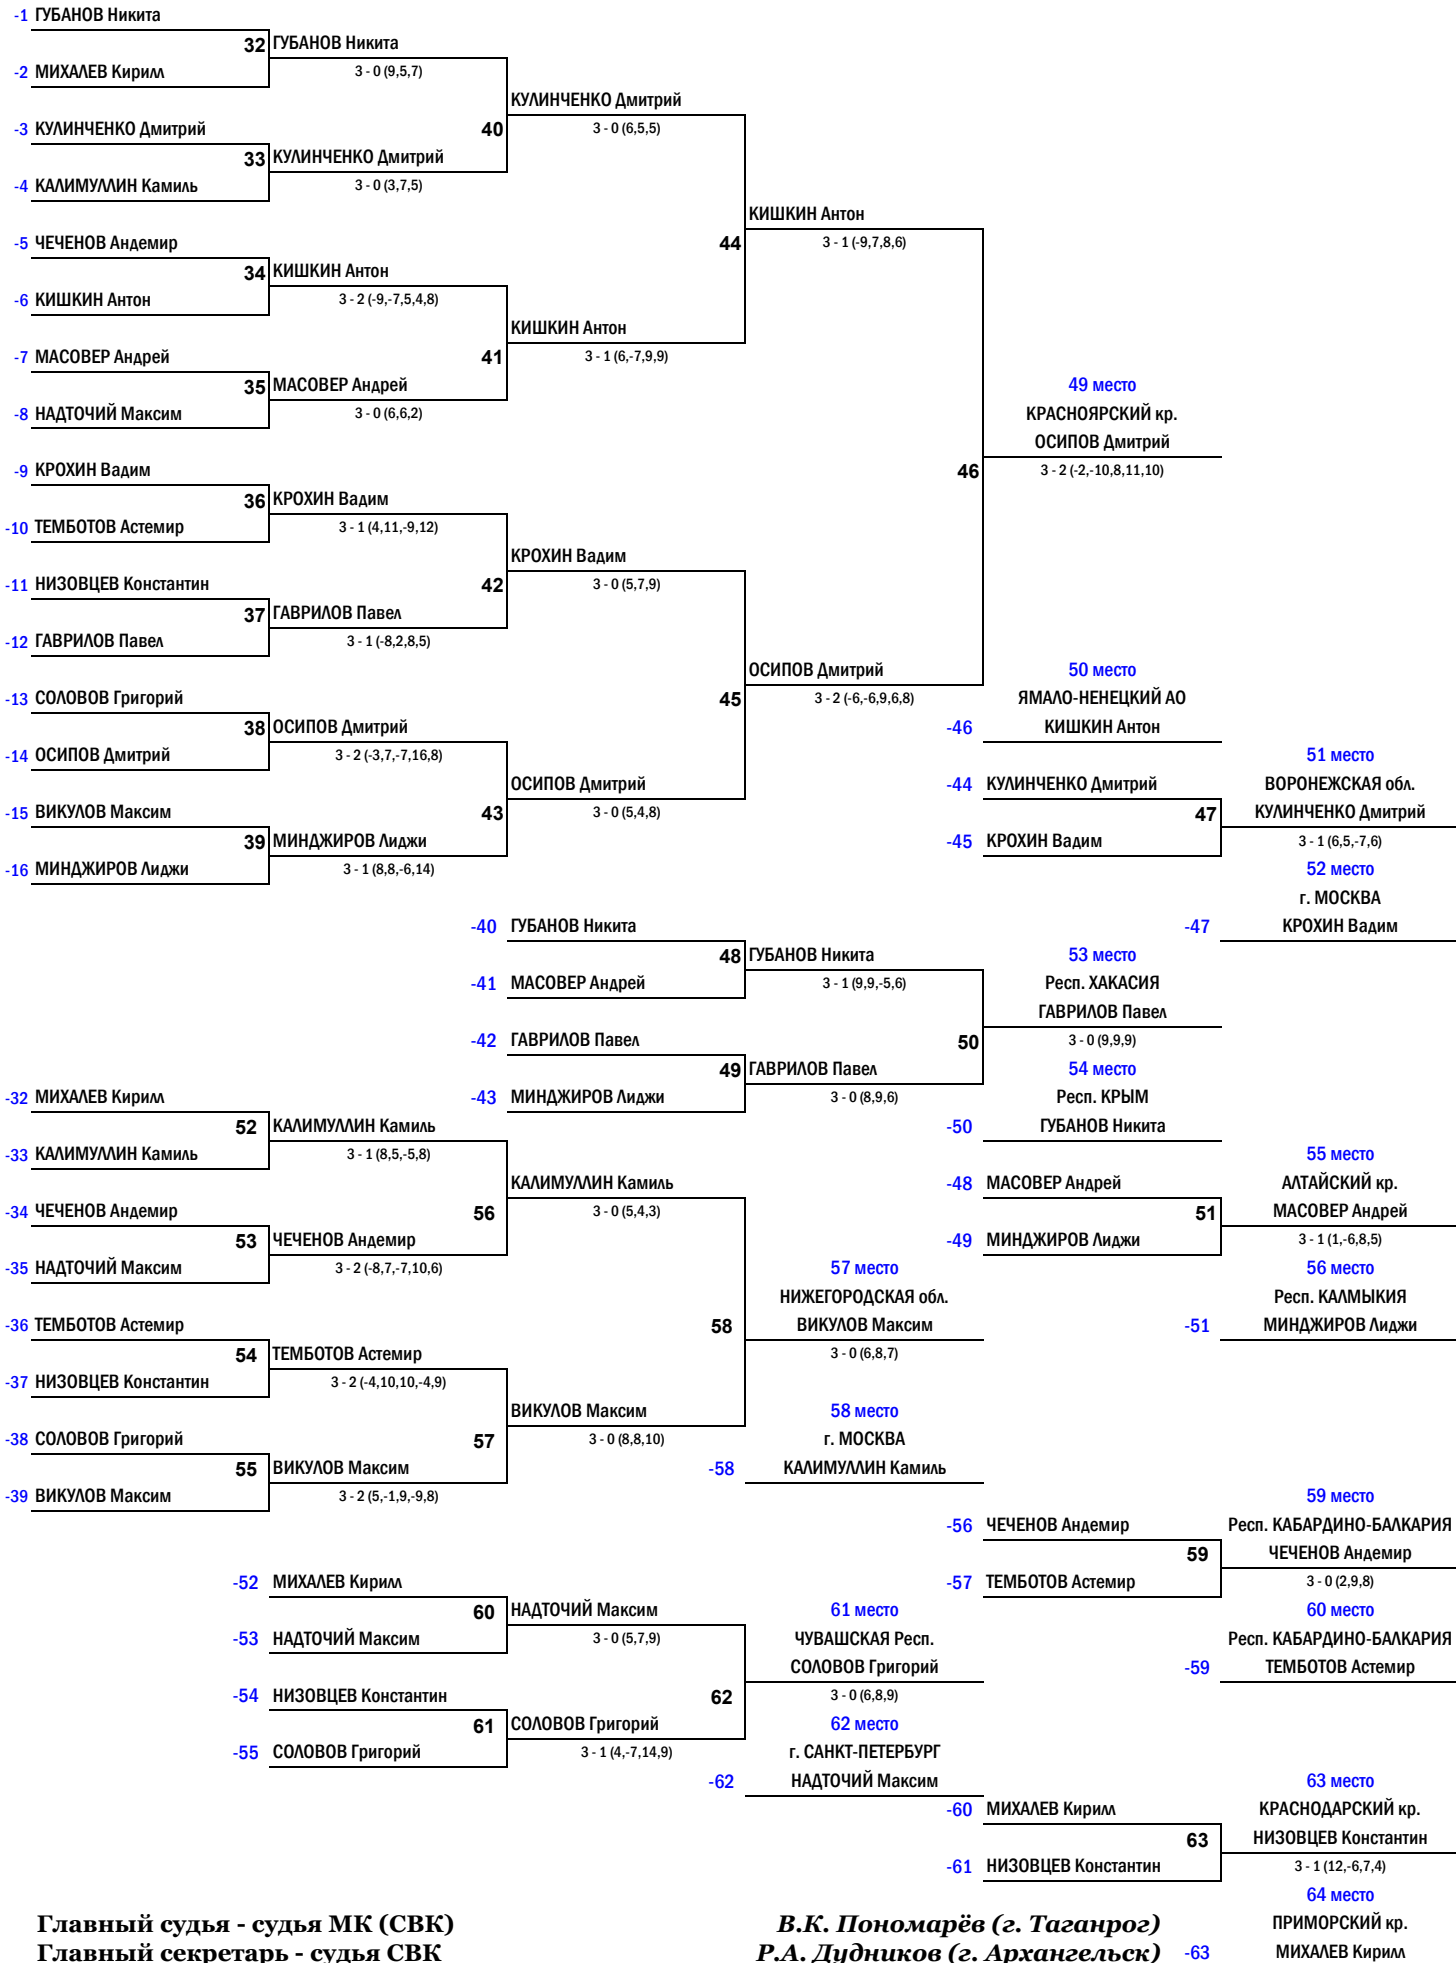 -1 ГУБАНОВ Никита
32 ГУБАНОВ Никита
-2 МИХАЛЕВ Кирилл 3 - 0 (9,5,7)
КУЛИНЧЕНКО Дмитрий
-3 КУЛИНЧЕНКО Дмитрий 40 3 - 0 (6,5,5)
33 КУЛИНЧЕНКО Дмитрий
-4 КАЛИМУЛЛИН Камиль 3 - 0 (3,7,5)
КИШКИН Антон
-5 ЧЕЧЕНОВ Андемир 44 3 - 1 (-9,7,8,6)
34 КИШКИН Антон
-6 КИШКИН Антон 3 - 2 (-9,-7,5,4,8)
КИШКИН Антон
-7 МАСОВЕР Андрей 41 3 - 1 (6,-7,9,9)
35 МАСОВЕР Андрей 49 место
-8 НАДТОЧИЙ Максим 3 - 0 (6,6,2) КРАСНОЯРСКИЙ кр.
ОСИПОВ Дмитрий
-9 КРОХИН Вадим 46 3 - 2 (-2,-10,8,11,10)
36 КРОХИН Вадим
-10 ТЕМБОТОВ Астемир 3 - 1 (4,11,-9,12)
КРОХИН Вадим
-11 НИЗОВЦЕВ Константин 42 3 - 0 (5,7,9)
37 ГАВРИЛОВ Павел
-12 ГАВРИЛОВ Павел 3 - 1 (-8,2,8,5)
ОСИПОВ Дмитрий 50 место
-13 СОЛОВОВ Григорий 45 3 - 2 (-6,-6,9,6,8) ЯМАЛО-НЕНЕЦКИЙ АО
38 ОСИПОВ Дмитрий -46 КИШКИН Антон
-14 ОСИПОВ Дмитрий 3 - 2 (-3,7,-7,16,8) 51 место
ОСИПОВ Дмитрий -44 КУЛИНЧЕНКО Дмитрий ВОРОНЕЖСКАЯ обл.
-15 ВИКУЛОВ Максим 43 3 - 0 (5,4,8) 47 КУЛИНЧЕНКО Дмитрий
39 МИНДЖИРОВ Лиджи -45 КРОХИН Вадим 3 - 1 (6,5,-7,6)
-16 МИНДЖИРОВ Лиджи 3 - 1 (8,8,-6,14) 52 место
г. МОСКВА
-40 ГУБАНОВ Никита -47 КРОХИН Вадим
48 ГУБАНОВ Никита 53 место
-41 МАСОВЕР Андрей 3 - 1 (9,9,-5,6) Респ. ХАКАСИЯ
ГАВРИЛОВ Павел
-42 ГАВРИЛОВ Павел 50 3 - 0 (9,9,9)
49 ГАВРИЛОВ Павел 54 место
-32 МИХАЛЕВ Кирилл -43 МИНДЖИРОВ Лиджи 3 - 0 (8,9,6) Респ. КРЫМ
52 КАЛИМУЛЛИН Камиль -50 ГУБАНОВ Никита
-33 КАЛИМУЛЛИН Камиль 3 - 1 (8,5,-5,8) 55 место
КАЛИМУЛЛИН Камиль -48 МАСОВЕР Андрей АЛТАЙСКИЙ кр.
-34 ЧЕЧЕНОВ Андемир 56 3 - 0 (5,4,3) 51 МАСОВЕР Андрей
53 ЧЕЧЕНОВ Андемир -49 МИНДЖИРОВ Лиджи 3 - 1 (1,-6,8,5)
-35 НАДТОЧИЙ Максим 3 - 2 (-8,7,-7,10,6) 57 место 56 место
НИЖЕГОРОДСКАЯ обл. Респ. КАЛМЫКИЯ
-36 ТЕМБОТОВ Астемир 58 ВИКУЛОВ Максим -51 МИНДЖИРОВ Лиджи
54 ТЕМБОТОВ Астемир 3 - 0 (6,8,7)
-37 НИЗОВЦЕВ Константин 3 - 2 (-4,10,10,-4,9)
ВИКУЛОВ Максим 58 место
-38 СОЛОВОВ Григорий 57 3 - 0 (8,8,10) г. МОСКВА
55 ВИКУЛОВ Максим -58 КАЛИМУЛЛИН Камиль
-39 ВИКУЛОВ Максим 3 - 2 (5,-1,9,-9,8) 59 место
-56 ЧЕЧЕНОВ Андемир Респ. КАБАРДИНО-БАЛКАРИЯ
59 ЧЕЧЕНОВ Андемир
-52 МИХАЛЕВ Кирилл -57 ТЕМБОТОВ Астемир 3 - 0 (2,9,8)
60 НАДТОЧИЙ Максим 61 место 60 место
-53 НАДТОЧИЙ Максим 3 - 0 (5,7,9) ЧУВАШСКАЯ Респ. Респ. КАБАРДИНО-БАЛКАРИЯ
СОЛОВОВ Григорий -59 ТЕМБОТОВ Астемир
-54 НИЗОВЦЕВ Константин 62 3 - 0 (6,8,9)
61 СОЛОВОВ Григорий 62 место
-55 СОЛОВОВ Григорий 3 - 1 (4,-7,14,9) г. САНКТ-ПЕТЕРБУРГ
-62 НАДТОЧИЙ Максим 63 место
-60 МИХАЛЕВ Кирилл КРАСНОДАРСКИЙ кр.
63 НИЗОВЦЕВ Константин
-61 НИЗОВЦЕВ Константин 3 - 1 (12,-6,7,4)
64 место
Главный судья - судья МК (СВК) В.К. Пономарёв (г. Таганрог) ПРИМОРСКИЙ кр.
Главный секретарь - судья СВК Р.А. Дудников (г. Архангельск) -63 МИХАЛЕВ Кирилл